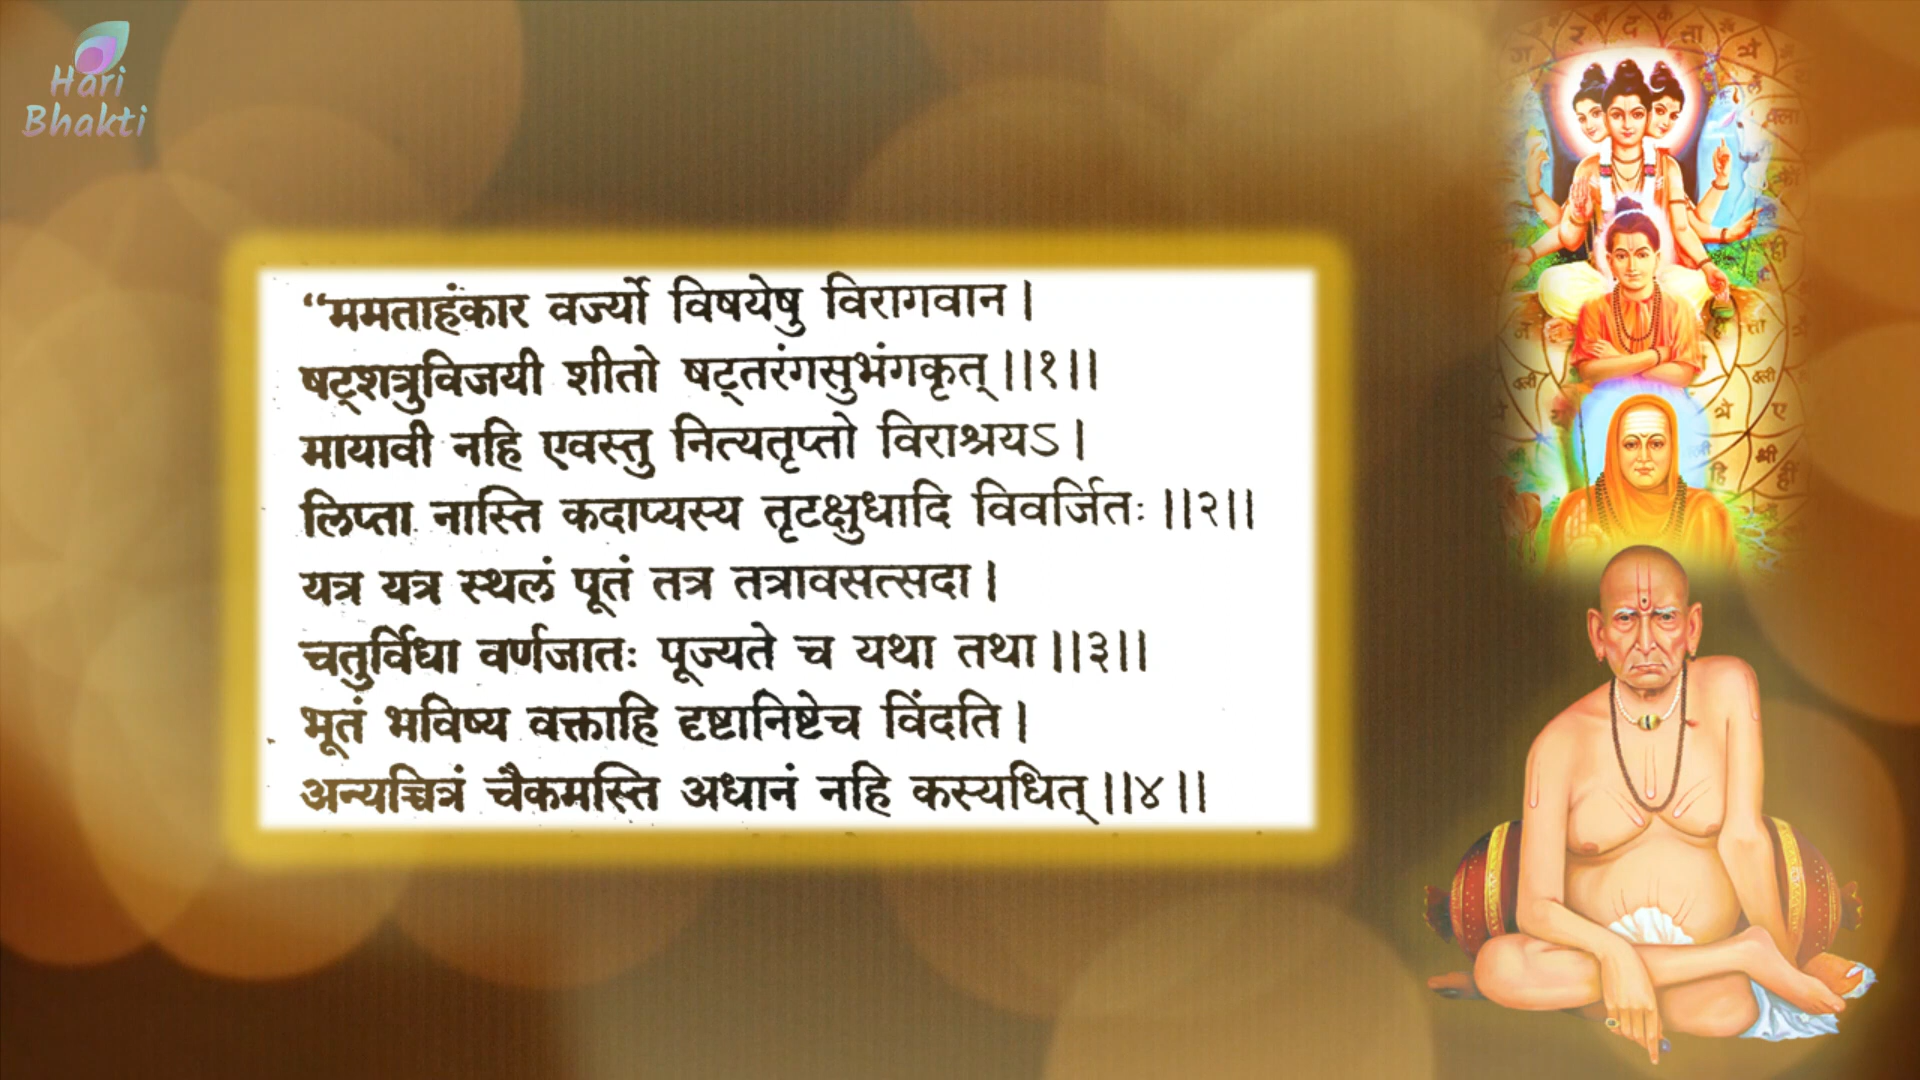 Hari
Bhakti
“ममताहंकार वर्ज्यो विषयेषु विरागवान ।
षट्शत्रुविजयी शीतो षट्तरंगसुभंगकृत् ।।१।।
मायावी नहि एवस्तु नित्यतृप्तो विराश्रयऽ ।
लिप्ता नास्ति कदाप्यस्य तृटक्षुधादि विवर्जितः ।।२।।
यत्र यत्र स्थलं पूतं तत्र तत्रावसत्सदा ।
चतुर्विधा वर्णजातः पूज्यते च यथा तथा ।।३।।
भूतं भविष्य वक्ताहि दृष्टानिष्टेच विंदति ।
अन्यच्चित्रं चैकमस्ति अधानं नहि कस्यधित् ।।४।।